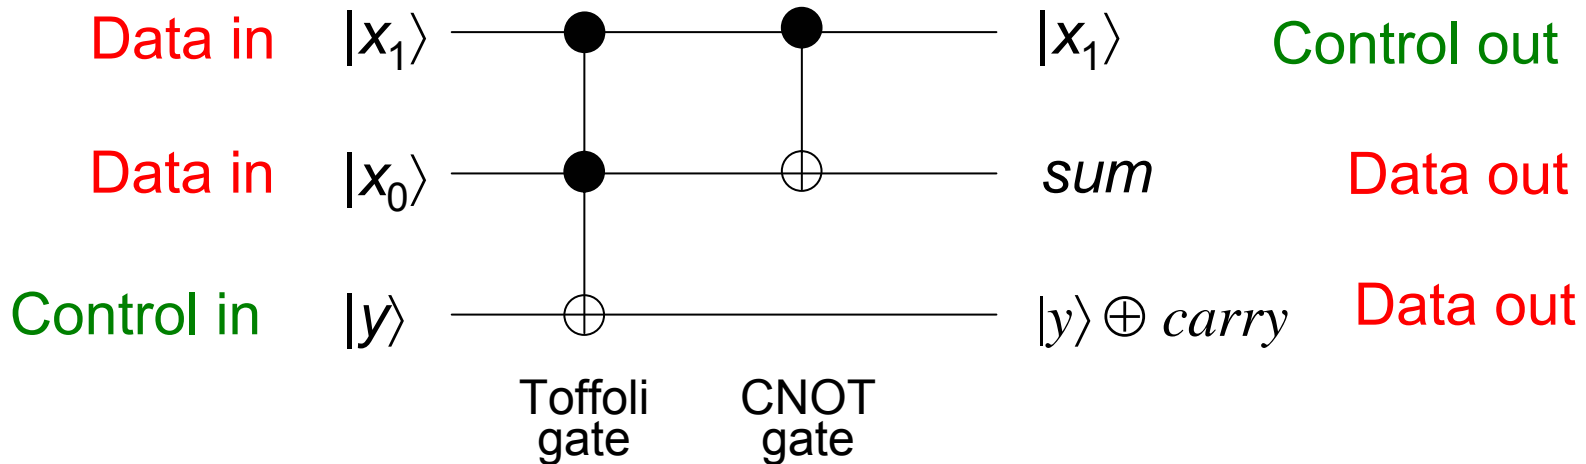 Data in |x₁⟩ |x₁⟩ Control out
Data in |x₀⟩ sum Data out
Control in |y⟩ |y⟩ ⊕ carry Data out
Toffoli CNOT
gate gate